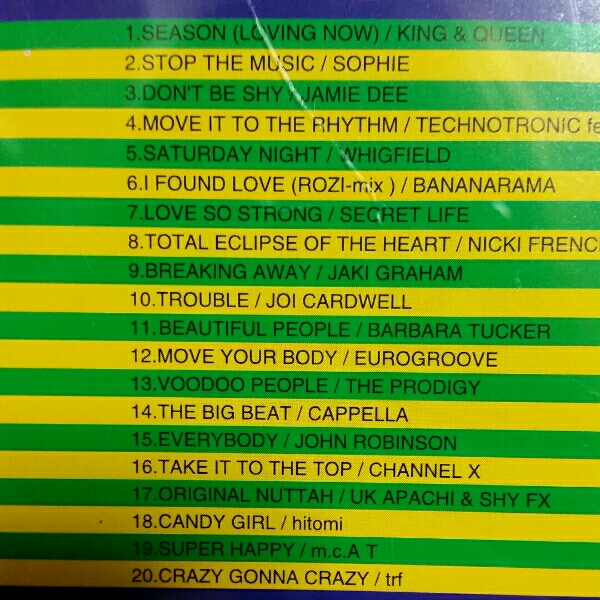 1.SEASON (LOVING NOW) / KING & QUEEN
2.STOP THE MUSIC / SOPHIE
3.DON'T BE SHY / JAMIE DEE
4.MOVE IT TO THE RHYTHM / TECHNOTRONIC fe
5.SATURDAY NIGHT / WHIGFIELD
6.I FOUND LOVE (ROZI-mix ) / BANANARAMA
7.LOVE SO STRONG / SECRET LIFE
8.TOTAL ECLIPSE OF THE HEART / NICKI FRENC
9.BREAKING AWAY / JAKI GRAHAM
10.TROUBLE / JOI CARDWELL
11.BEAUTIFUL PEOPLE / BARBARA TUCKER
12.MOVE YOUR BODY / EUROGROOVE
13.VOODOO PEOPLE / THE PRODIGY
14.THE BIG BEAT / CAPPELLA
15.EVERYBODY / JOHN ROBINSON
16.TAKE IT TO THE TOP / CHANNEL X
17.ORIGINAL NUTTAH / UK APACHI & SHY FX
18.CANDY GIRL / hitomi
19.SUPER HAPPY / m.c.A T
20.CRAZY GONNA CRAZY / trf